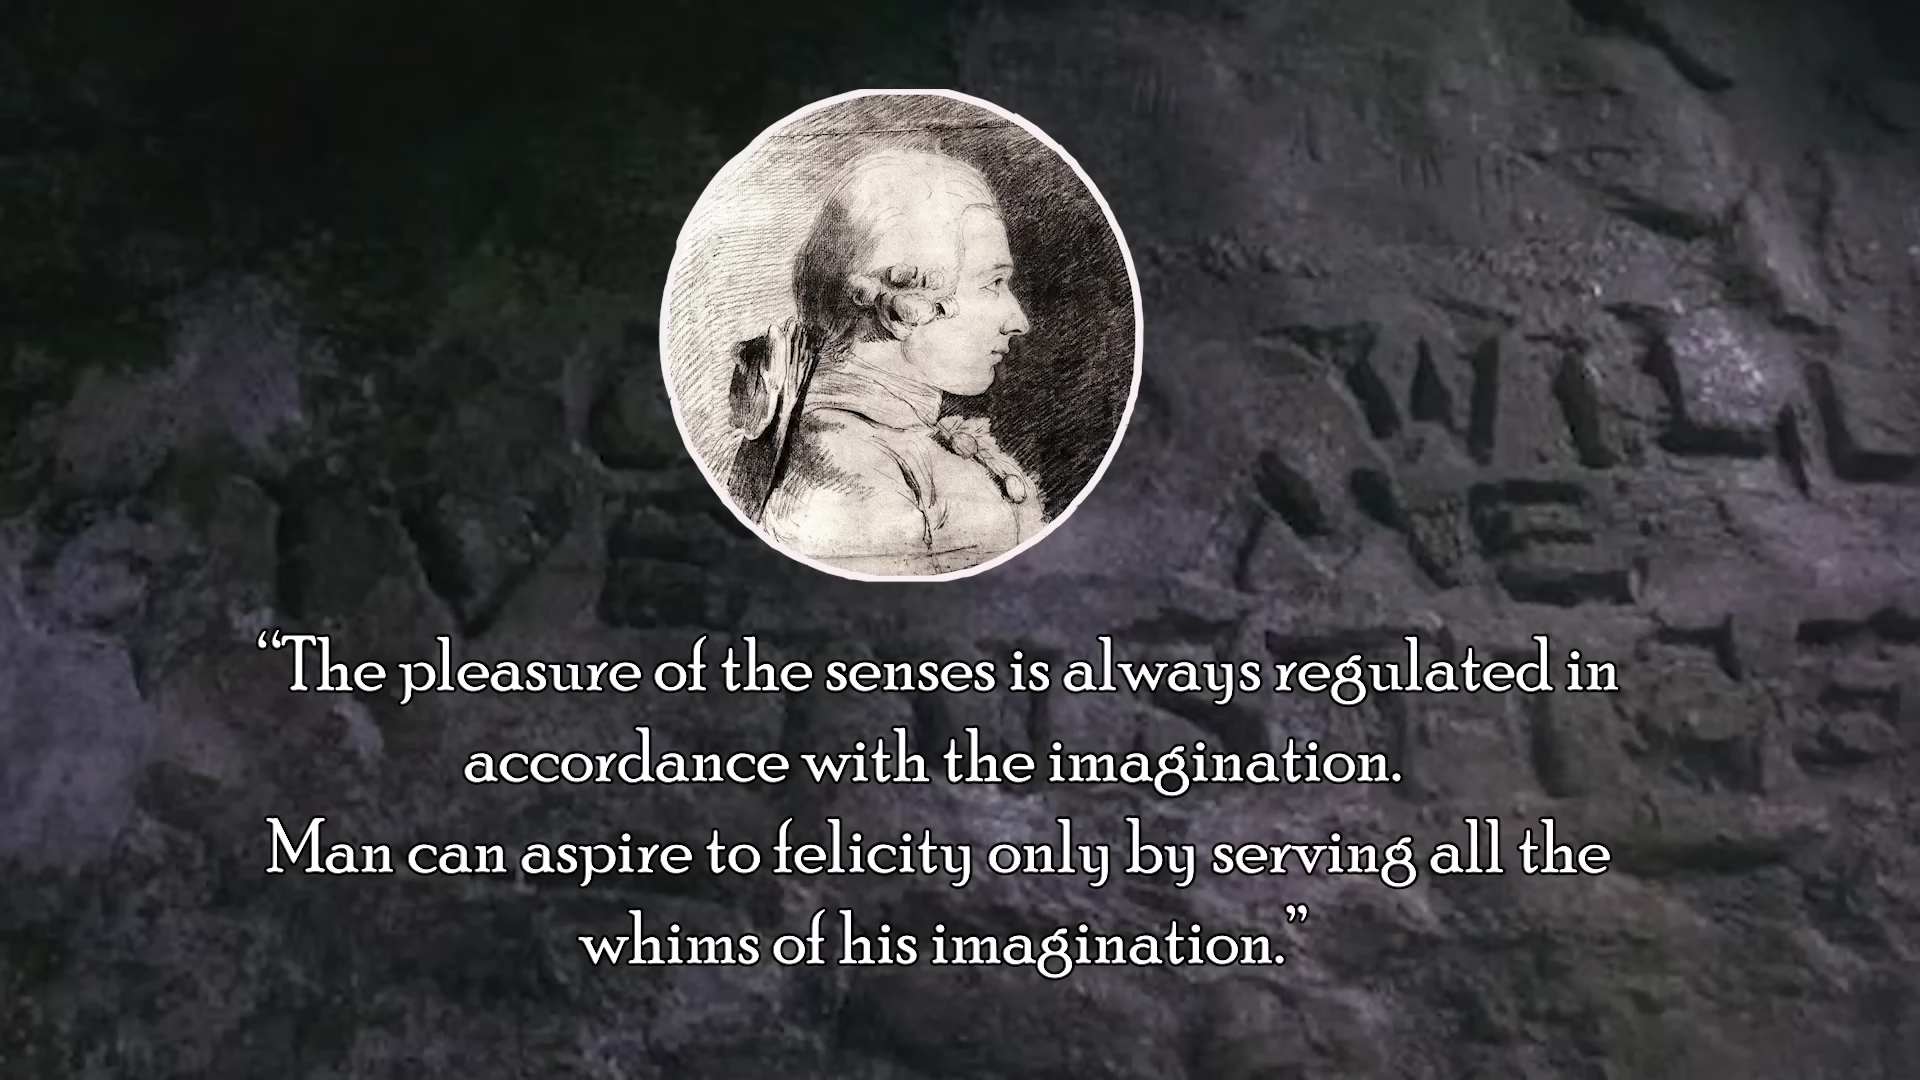 WILL
“The pleasure of the senses is always regulated in
accordance with the imagination.
Man can aspire to felicity only by serving all the
whims of his imagination.”